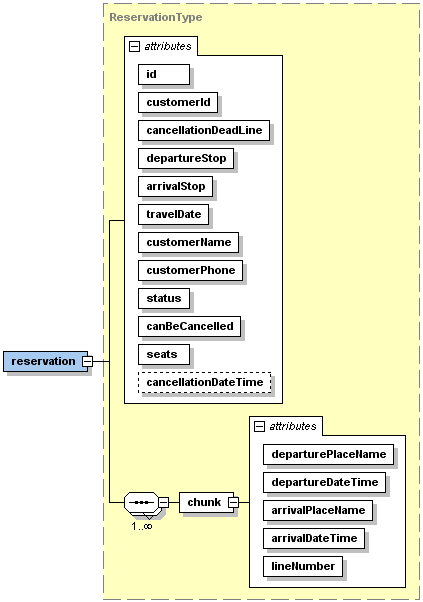 ReservationType
attributes
id
customerId
cancellationDeadLine
departureStop
arrivalStop
travelDate
customerName
customerPhone
status
canBeCancelled
seats
cancellationDateTime
reservation
attributes
departurePlaceName
departureDateTime
arrivalPlaceName
arrivalDateTime
lineNumber
chunk
1..∞